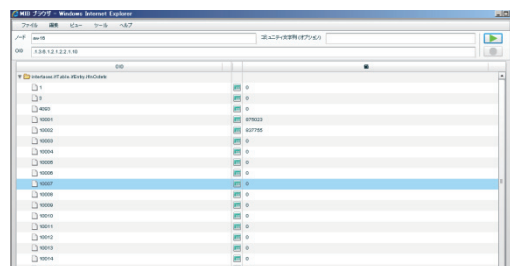 MIB ブラウザ - Windows Internet Explorer
ファイル 編集 ビュー ツール ヘルプ
ノード sw-15 コミュニティ文字列 (オプション)
OID .1.3.6.1.2.1.2.2.1.10
OID 値
interfaces.ifTable.ifEntry.ifInOctets
1 0
2 0
4093 0
10001 876023
10002 937755
10003 0
10004 0
10005 0
10006 0
10007 0
10008 0
10009 0
10010 0
10011 0
10012 0
10013 0
10014 0